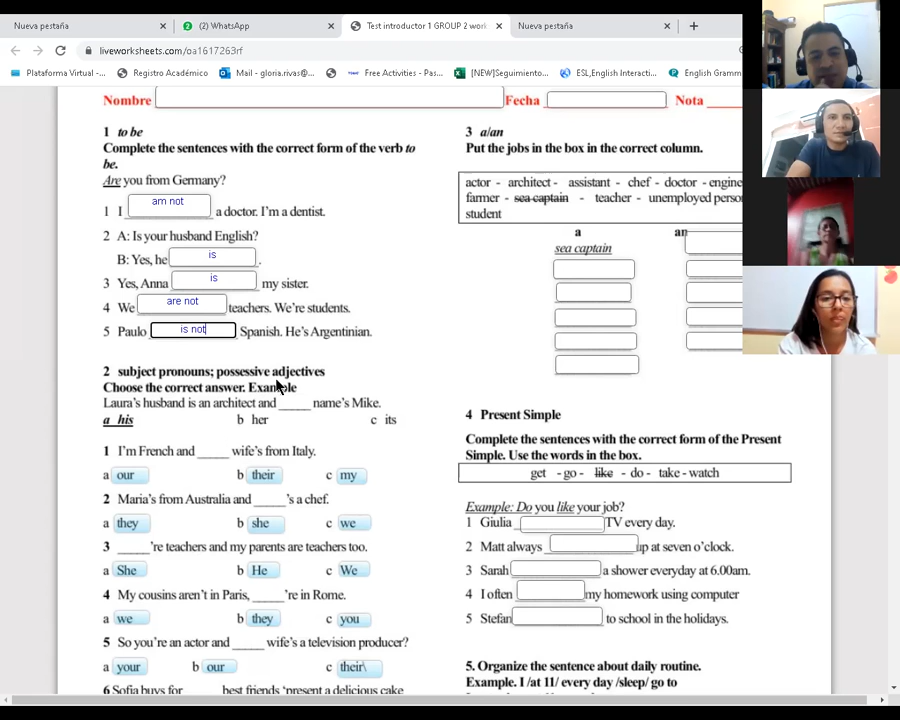 Nueva pestaña
(2) WhatsApp
Test introductor 1 GROUP 2 work
Nueva pestaña
liveworksheets.com/oa1617263rf
Plataforma Virtual -... Registro Académico Mail - gloria.rivas@... Free Activities - Pas... [NEW]Seguimiento... ESL,English Interacti... English Gramm
Nombre Fecha Nota
1 to be
Complete the sentences with the correct form of the verb to
be.
Are you from Germany?
1 I am not a doctor. I'm a dentist.
2 A: Is your husband English?
B: Yes, he is .
3 Yes, Anna is my sister.
4 We are not teachers. We're students.
5 Paulo is not Spanish. He's Argentinian.
2 subject pronouns; possessive adjectives
Choose the correct answer. Example
Laura's husband is an architect and _____ name's Mike.
a his b her c its
1 I'm French and _____ wife's from Italy.
a our b their c my
2 Maria's from Australia and _____'s a chef.
a they b she c we
3 _____'re teachers and my parents are teachers too.
a She b He c We
4 My cousins aren't in Paris, _____'re in Rome.
a we b they c you
5 So you're an actor and _____ wife's a television producer?
a your b our c their\
6 Sofia buys for _____ best friends 'present a delicious cake
3 a/an
Put the jobs in the box in the correct column.
actor - architect - assistant - chef - doctor - engine
farmer - sea captain - teacher - unemployed perso
student
a an
sea captain
4 Present Simple
Complete the sentences with the correct form of the Present
Simple. Use the words in the box.
get - go - like - do - take - watch
Example: Do you like your job?
1 Giulia TV every day.
2 Matt always up at seven o'clock.
3 Sarah a shower everyday at 6.00am.
4 I often my homework using computer
5 Stefan to school in the holidays.
5. Organize the sentence about daily routine.
Example. I /at 11/ every day /sleep/ go to